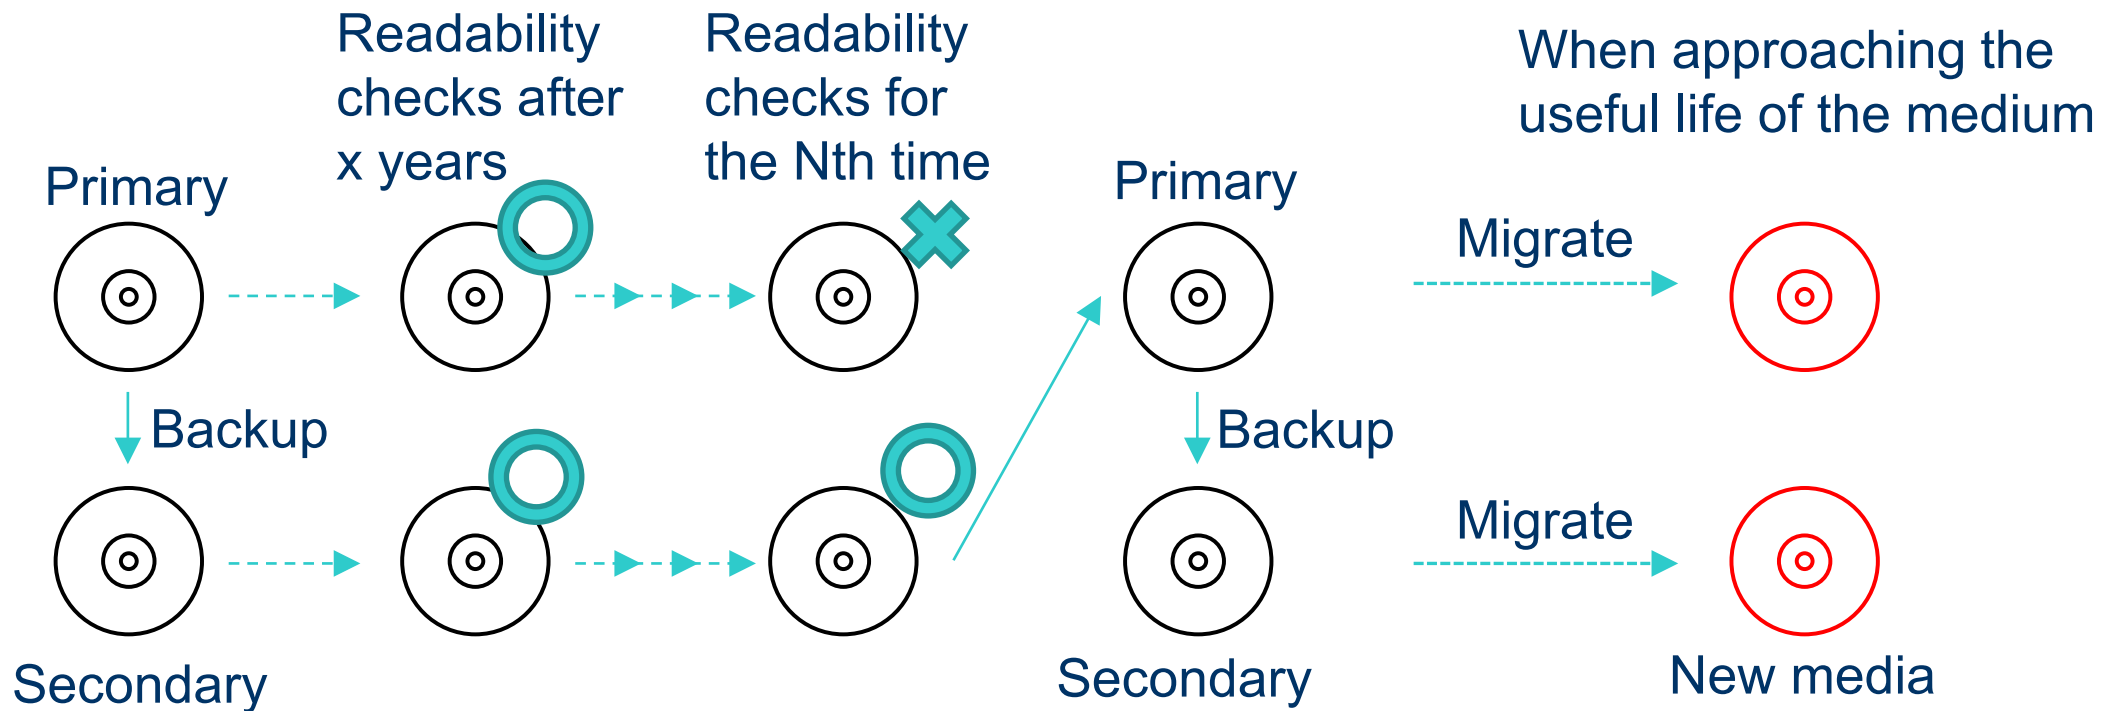 Readability
checks after
x years
Readability
checks for
the Nth time
When approaching the
useful life of the medium
Primary
Primary
Migrate
Backup
Backup
Migrate
Secondary
Secondary
New media